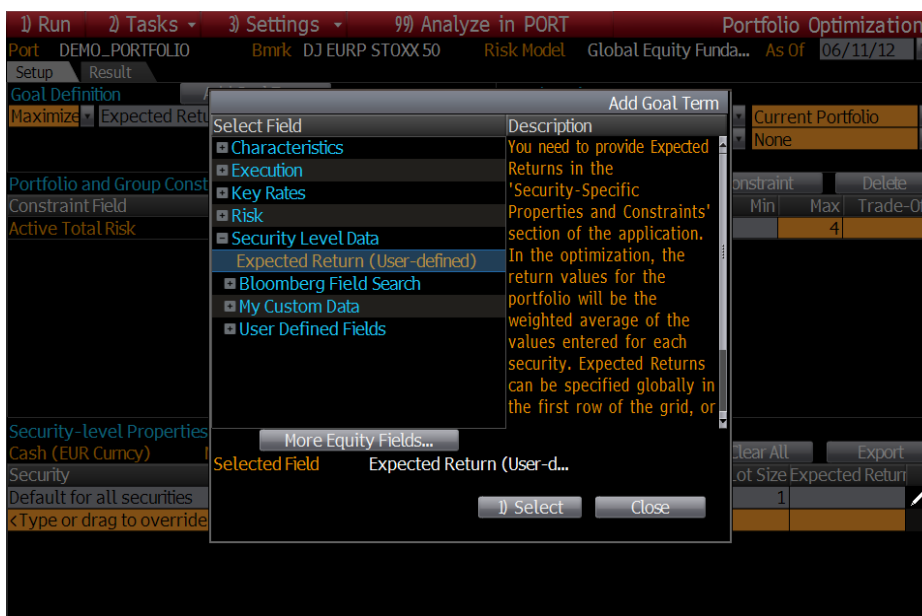 1) Run 2) Tasks 3) Settings 99) Analyze in PORT Portfolio Optimization
Port DEMO_PORTFOLIO Bmrk DJ EURP STOXX 50 Risk Model Global Equity Funda... As Of 06/11/12
Setup Result
Goal Definition
Maximize Expected Retu
Current Portfolio
None
Portfolio and Group Const
onstraint Delete
Constraint Field Min Max Trade-O
Active Total Risk 4
Add Goal Term
Select Field Description
Characteristics
Execution
Key Rates
Risk
Security Level Data
Expected Return (User-defined)
Bloomberg Field Search
My Custom Data
User Defined Fields
You need to provide Expected
Returns in the
'Security-Specific
Properties and Constraints'
section of the application.
In the optimization, the
return values for the
portfolio will be the
weighted average of the
values entered for each
security. Expected Returns
can be specified globally in
the first row of the grid, or
More Equity Fields...
Selected Field Expected Return (User-d...
1) Select Close
Security-level Properties
Cash (EUR Curncy) Clear All Export
Security Lot Size Expected Return
Default for all securities 1
<Type or drag to override